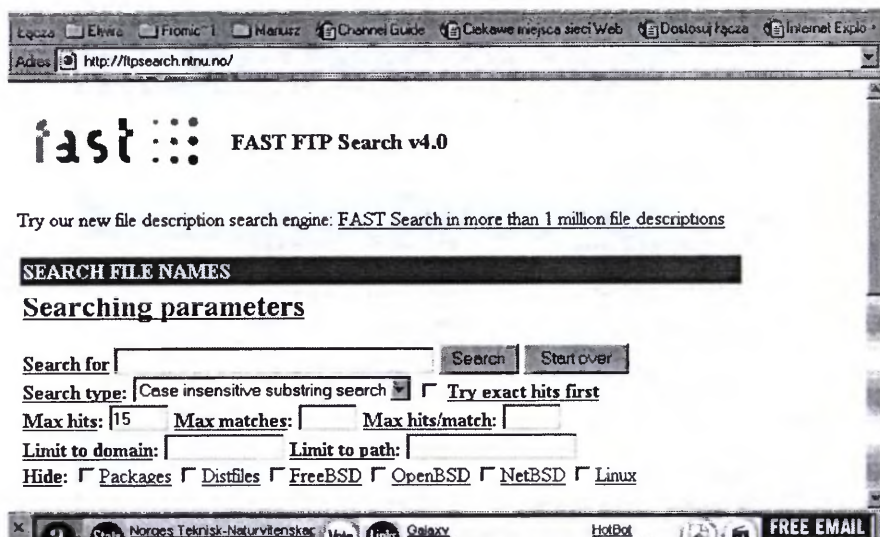 Łącza Elwira Fromic~1 Mariusz Channel Guide Ciekawe miejsca sieci Web Dostosuj łącza Internet Explo
Adres http://ftpsearch.ntnu.no/
fast FAST FTP Search v4.0
Try our new file description search engine: FAST Search in more than 1 million file descriptions
SEARCH FILE NAMES
Searching parameters
Search for Search Start over
Search type: Case insensitive substring search Try exact hits first
Max hits: 15 Max matches: Max hits/match:
Limit to domain: Limit to path:
Hide: Packages Distfiles FreeBSD OpenBSD NetBSD Linux
Norges Teknisk-Naturvitenskap Links Galaxy HotBot FREE EMAIL